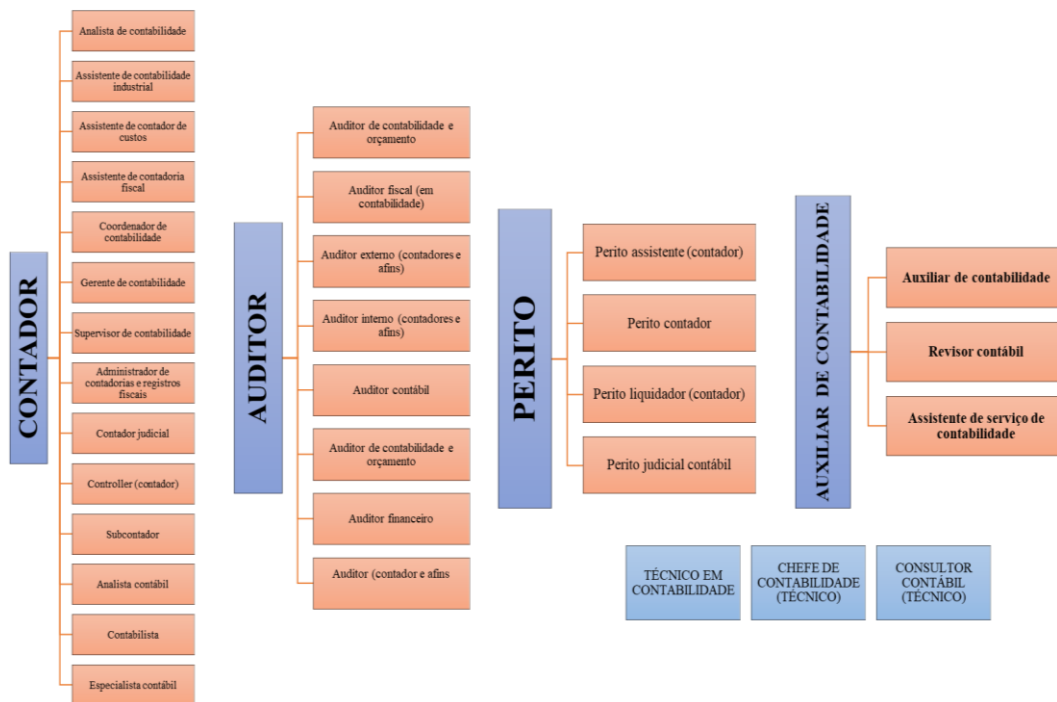 CONTADOR
Analista de contabilidade
Assistente de contabilidade
industrial
Assistente de contador de
custos
Assistente de contadoria
fiscal
Coordenador de
contabilidade
Gerente de contabilidade
Supervisor de contabilidade
Administrador de
contadorias e registros
fiscais
Contador judicial
Controller (contador)
Subcontador
Analista contábil
Contabilista
Especialista contábil
AUDITOR
Auditor de contabilidade e
orçamento
Auditor fiscal (em
contabilidade)
Auditor externo (contadores e
afins)
Auditor interno (contadores e
afins)
Auditor contábil
Auditor de contabilidade e
orçamento
Auditor financeiro
Auditor (contador e afins
PERITO
Perito assistente (contador)
Perito contador
Perito liquidador (contador)
Perito judicial contábil
AUXILIAR DE CONTABILIDADE
Auxiliar de contabilidade
Revisor contábil
Assistente de serviço de
contabilidade
TÉCNICO EM
CONTABILIDADE
CHEFE DE
CONTABILIDADE
(TÉCNICO)
CONSULTOR
CONTÁBIL
(TÉCNICO)